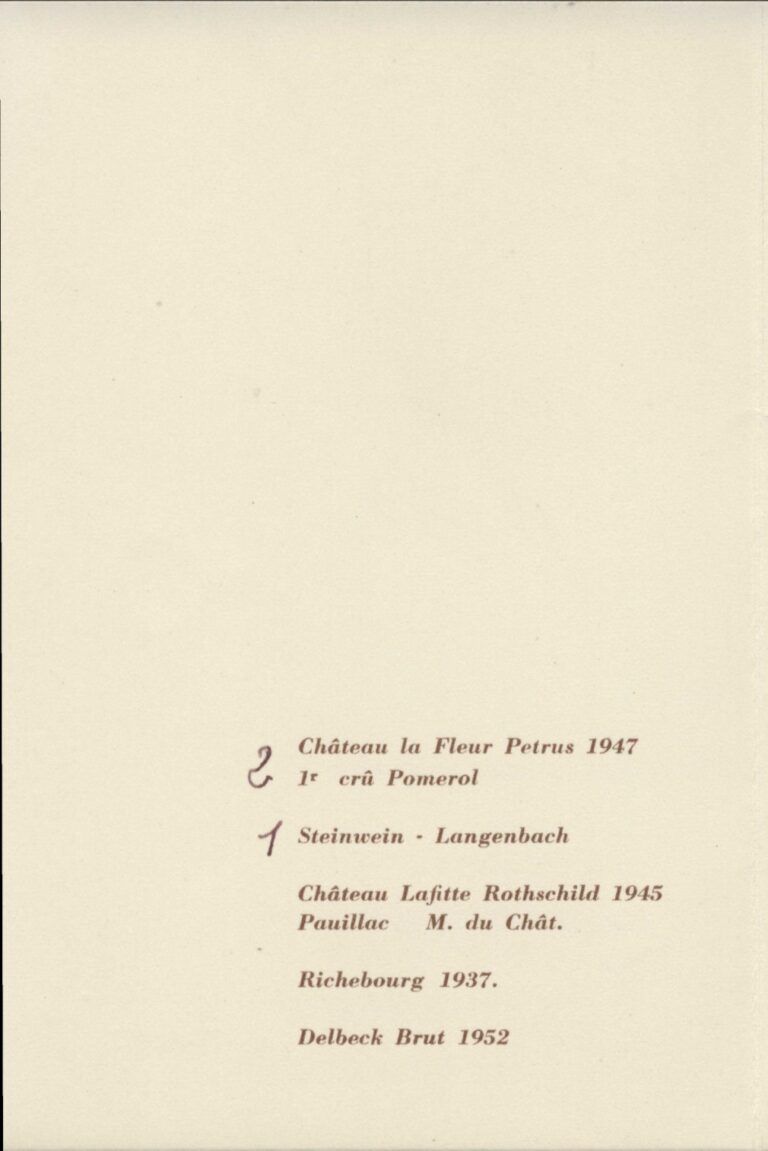 2 Château la Fleur Petrus 1947
1r crû Pomerol
1 Steinwein - Langenbach
Château Lafitte Rothschild 1945
Pauillac M. du Chât.
Richebourg 1937.
Delbeck Brut 1952